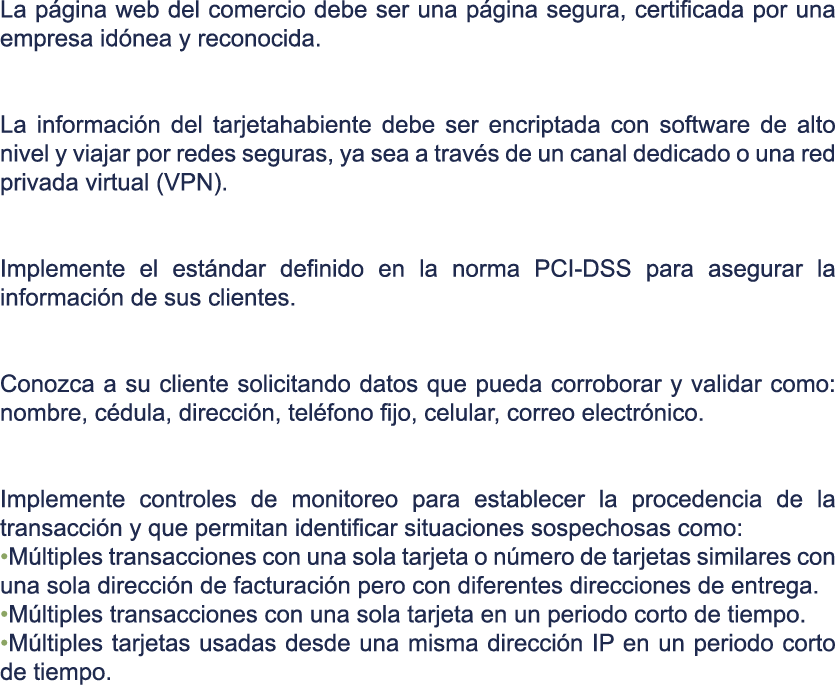 La página web del comercio debe ser una página segura, certificada por una
empresa idónea y reconocida.
La información del tarjetahabiente debe ser encriptada con software de alto
nivel y viajar por redes seguras, ya sea a través de un canal dedicado o una red
privada virtual (VPN).
Implemente el estándar definido en la norma PCI-DSS para asegurar la
información de sus clientes.
Conozca a su cliente solicitando datos que pueda corroborar y validar como:
nombre, cédula, dirección, teléfono fijo, celular, correo electrónico.
Implemente controles de monitoreo para establecer la procedencia de la
transacción y que permitan identificar situaciones sospechosas como:
•Múltiples transacciones con una sola tarjeta o número de tarjetas similares con
una sola dirección de facturación pero con diferentes direcciones de entrega.
•Múltiples transacciones con una sola tarjeta en un periodo corto de tiempo.
•Múltiples tarjetas usadas desde una misma dirección IP en un periodo corto
de tiempo.